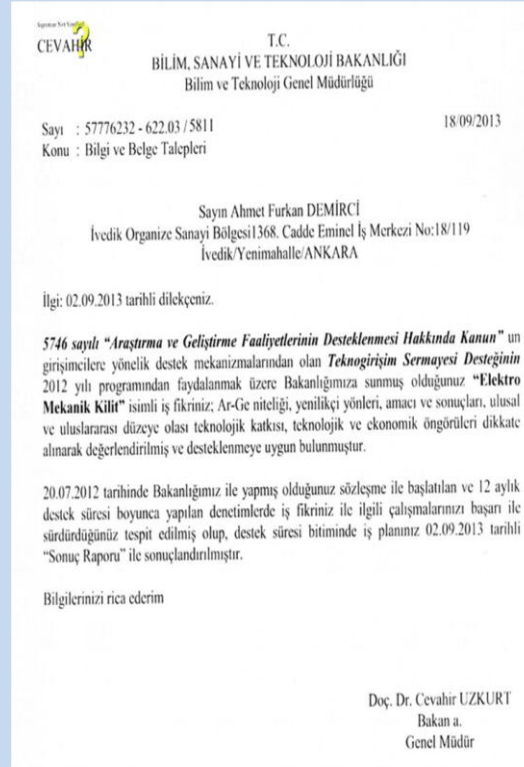 CEVAHİR
?
T.C.
BİLİM, SANAYİ VE TEKNOLOJİ BAKANLIĞI
Bilim ve Teknoloji Genel Müdürlüğü
Sayı : 57776232 - 622.03 / 5811 18/09/2013
Konu : Bilgi ve Belge Talepleri
Sayın Ahmet Furkan DEMİRCİ
İvedik Organize Sanayi Bölgesi1368. Cadde Eminel İş Merkezi No:18/119
İvedik/Yenimahalle/ANKARA
İlgi: 02.09.2013 tarihli dilekçeniz.
5746 sayılı “Araştırma ve Geliştirme Faaliyetlerinin Desteklenmesi Hakkında Kanun” un
girişimcilere yönelik destek mekanizmalarından olan Teknogirişim Sermayesi Desteğinin
2012 yılı programından faydalanmak üzere Bakanlığımıza sunmuş olduğunuz “Elektro
Mekanik Kilit” isimli iş fikriniz; Ar-Ge niteliği, yenilikçi yönleri, amacı ve sonuçları, ulusal
ve uluslararası düzeye olası teknolojik katkısı, teknolojik ve ekonomik öngörüleri dikkate
alınarak değerlendirilmiş ve desteklenmeye uygun bulunmuştur.
20.07.2012 tarihinde Bakanlığımız ile yapmış olduğunuz sözleşme ile başlatılan ve 12 aylık
destek süresi boyunca yapılan denetimlerde iş fikriniz ile ilgili çalışmalarınızı başarı ile
sürdürdüğünüz tespit edilmiş olup, destek süresi bitiminde iş planınız 02.09.2013 tarihli
“Sonuç Raporu” ile sonuçlandırılmıştır.
Bilgilerinizi rica ederim
Doç. Dr. Cevahir UZKURT
Bakan a.
Genel Müdür